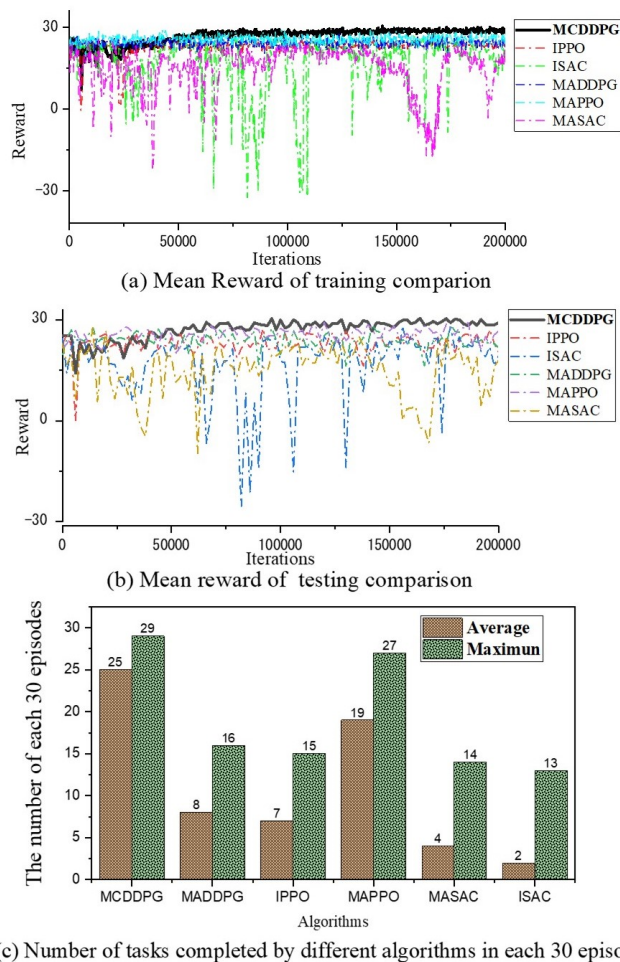 30
0
−30
Reward
0
50000
100000
150000
200000
Iterations
MCDDPG
IPPO
ISAC
MADDPG
MAPPO
MASAC
(a) Mean Reward of training comparion
30
0
−30
Reward
0
50000
100000
150000
200000
Iterations
MCDDPG
IPPO
ISAC
MADDPG
MAPPO
MASAC
(b) Mean reward of testing comparison
The number of each 30 episodes
30
25
20
15
10
5
0
Average
Maximun
25
29
8
16
7
15
19
27
4
14
2
13
MCDDPG
MADDPG
IPPO
MAPPO
MASAC
ISAC
Algorithms
c) Number of tasks completed by different algorithms in each 30 episo